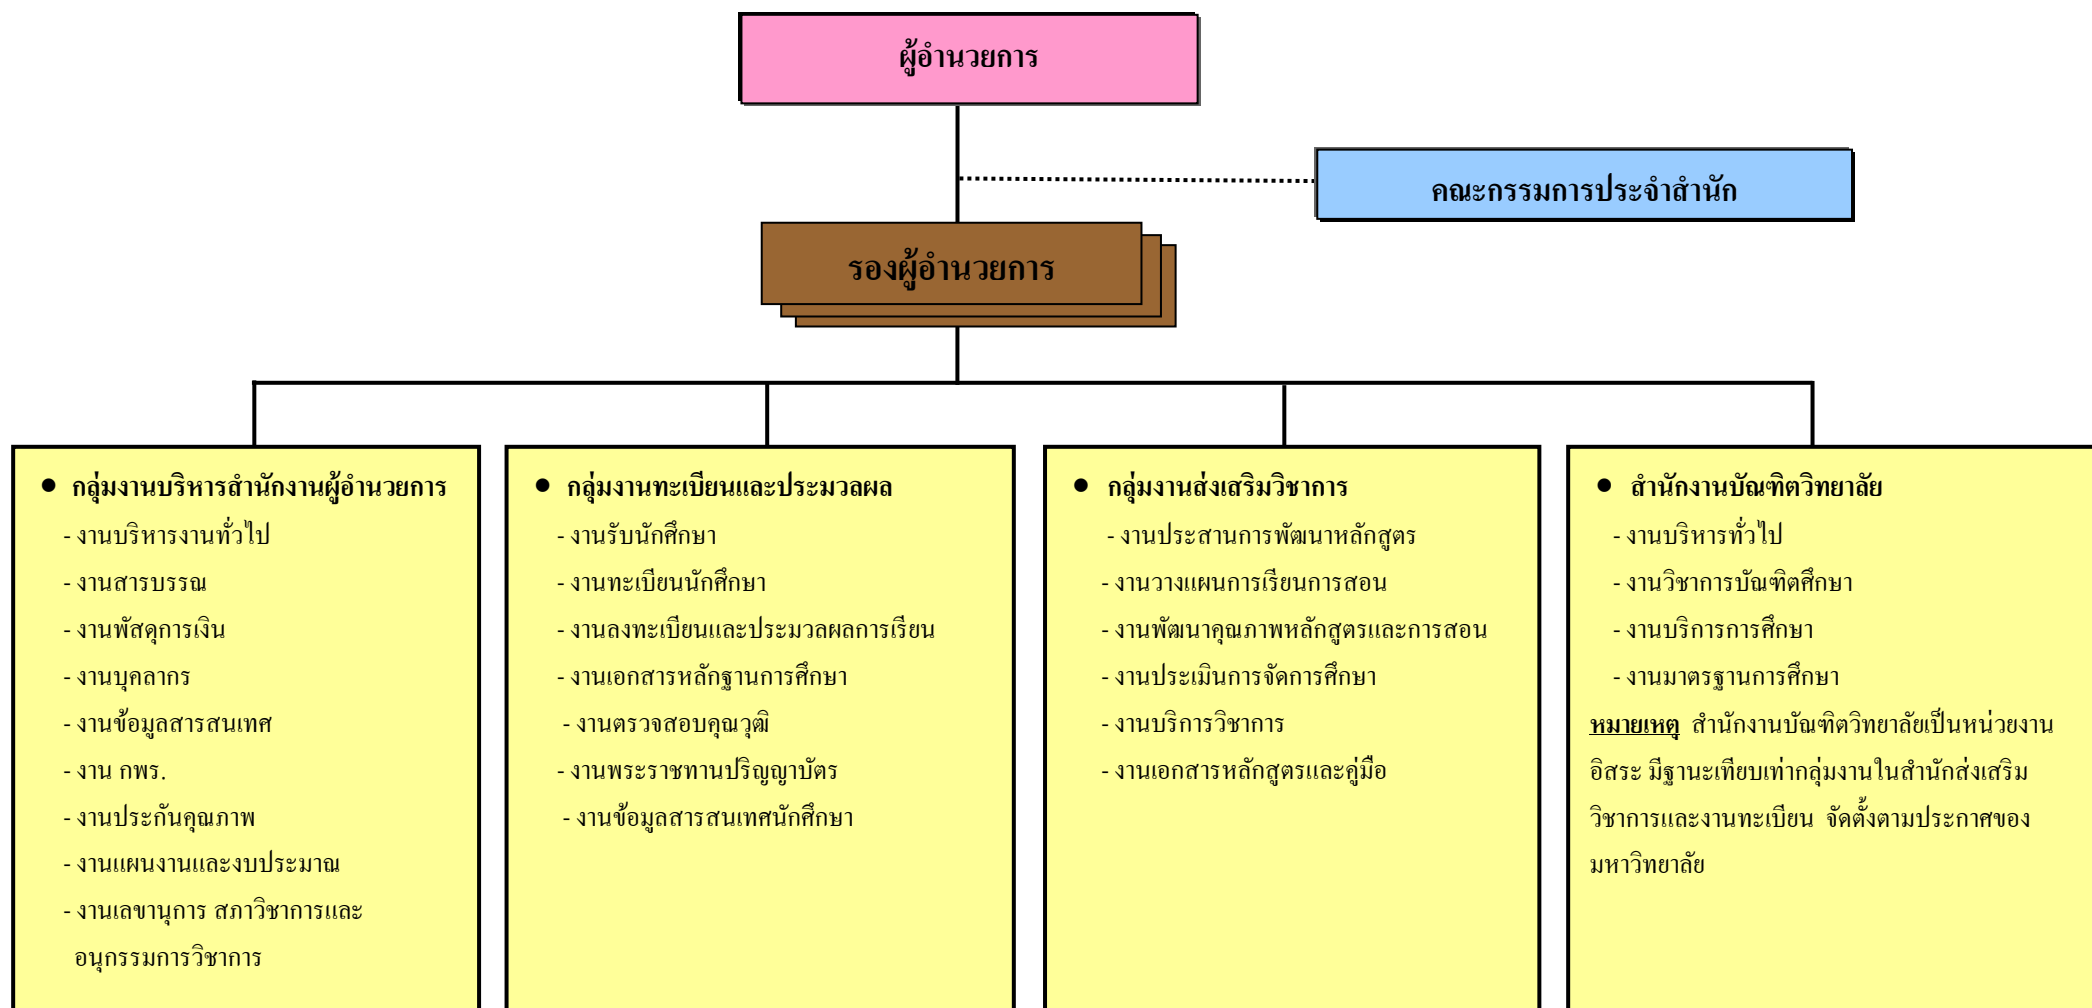 ผู้อำนวยการ
คณะกรรมการประจำสำนัก
รองผู้อำนวยการ
● กลุ่มงานบริหารสำนักงานผู้อำนวยการ
- งานบริหารงานทั่วไป
- งานสารบรรณ
- งานพัสดุการเงิน
- งานบุคลากร
- งานข้อมูลสารสนเทศ
- งาน กพร.
- งานประกันคุณภาพ
- งานแผนงานและงบประมาณ
- งานเลขานุการ สภาวิชาการและ
อนุกรรมการวิชาการ
● กลุ่มงานทะเบียนและประมวลผล
- งานรับนักศึกษา
- งานทะเบียนนักศึกษา
- งานลงทะเบียนและประมวลผลการเรียน
- งานเอกสารหลักฐานการศึกษา
- งานตรวจสอบคุณวุฒิ
- งานพระราชทานปริญญาบัตร
- งานข้อมูลสารสนเทศนักศึกษา
● กลุ่มงานส่งเสริมวิชาการ
- งานประสานการพัฒนาหลักสูตร
- งานวางแผนการเรียนการสอน
- งานพัฒนาคุณภาพหลักสูตรและการสอน
- งานประเมินการจัดการศึกษา
- งานบริการวิชาการ
- งานเอกสารหลักสูตรและคู่มือ
● สำนักงานบัณฑิตวิทยาลัย
- งานบริหารทั่วไป
- งานวิชาการบัณฑิตศึกษา
- งานบริการการศึกษา
- งานมาตรฐานการศึกษา
หมายเหตุ สำนักงานบัณฑิตวิทยาลัยเป็นหน่วยงาน
อิสระ มีฐานะเทียบเท่ากลุ่มงานในสำนักส่งเสริม
วิชาการและงานทะเบียน จัดตั้งตามประกาศของ
มหาวิทยาลัย